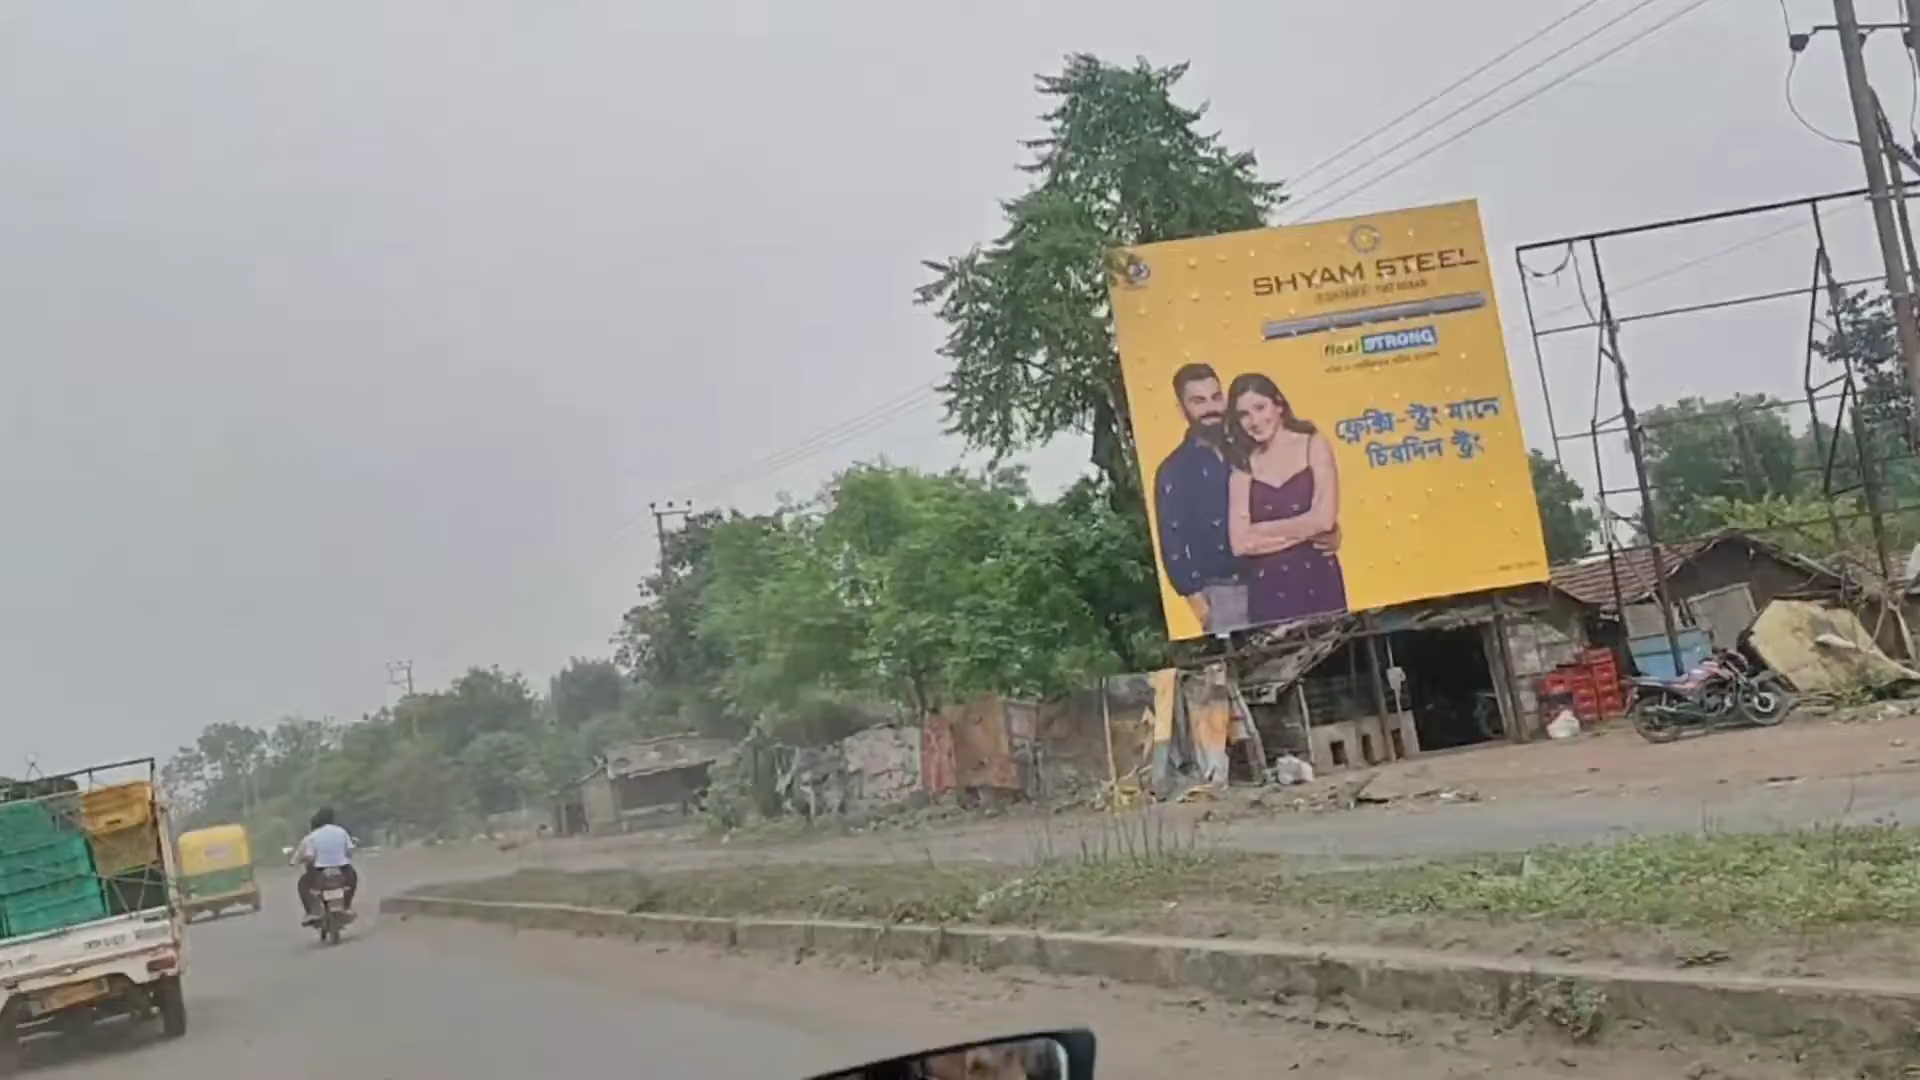 SHYAM STEEL
flexi STRONG
ফ্লেক্সি-স্ট্রং মানে
চিরদিন স্ট্রং